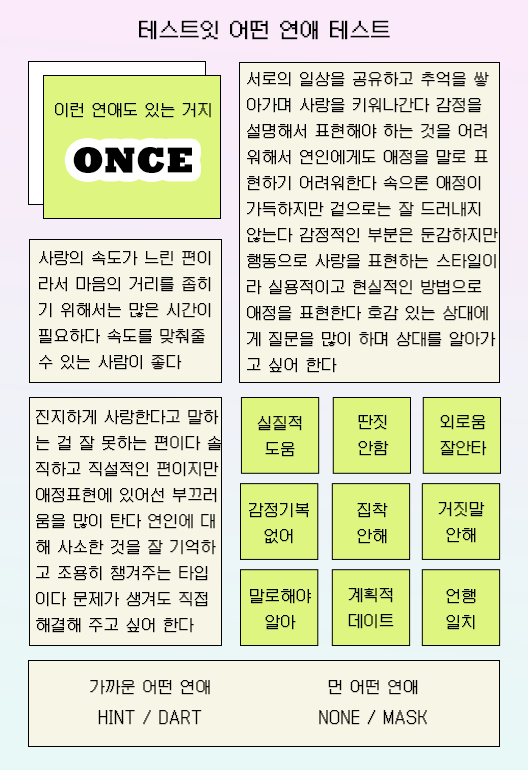 테스트잇 어떤 연애 테스트
이런 연애도 있는 거지
ONCE
서로의 일상을 공유하고 추억을 쌓
아가며 사랑을 키워나간다 감정을
설명해서 표현해야 하는 것을 어려
워해서 연인에게도 애정을 말로 표
현하기 어려워한다 속으론 애정이
가득하지만 겉으로는 잘 드러내지
않는다 감정적인 부분은 둔감하지만
행동으로 사랑을 표현하는 스타일이
라 실용적이고 현실적인 방법으로
애정을 표현한다 호감 있는 상대에
게 질문을 많이 하며 상대를 알아가
고 싶어 한다
사랑의 속도가 느린 편이
라서 마음의 거리를 좁히
기 위해서는 많은 시간이
필요하다 속도를 맞춰줄
수 있는 사람이 좋다
진지하게 사랑한다고 말하
는 걸 잘 못하는 편이다 솔
직하고 직설적인 편이지만
애정표현에 있어선 부끄러
움을 많이 탄다 연인에 대
해 사소한 것을 잘 기억하
고 조용히 챙겨주는 타입
이다 문제가 생겨도 직접
해결해 주고 싶어 한다
실질적
도움
딴짓
안함
외로움
잘안타
감정기복
없어
집착
안해
거짓말
안해
말로해야
알아
계획적
데이트
언행
일치
가까운 어떤 연애
HINT / DART
먼 어떤 연애
NONE / MASK